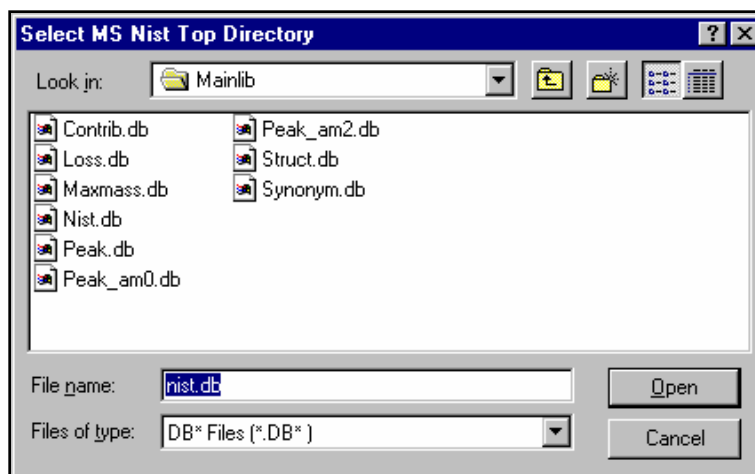 Select MS Nist Top Directory
Look in: Mainlib
Contrib.db Peak_am2.db
Loss.db Struct.db
Maxmass.db Synonym.db
Nist.db
Peak.db
Peak_am0.db
File name: nist.db Open
Files of type: DB* Files (*.DB* ) Cancel